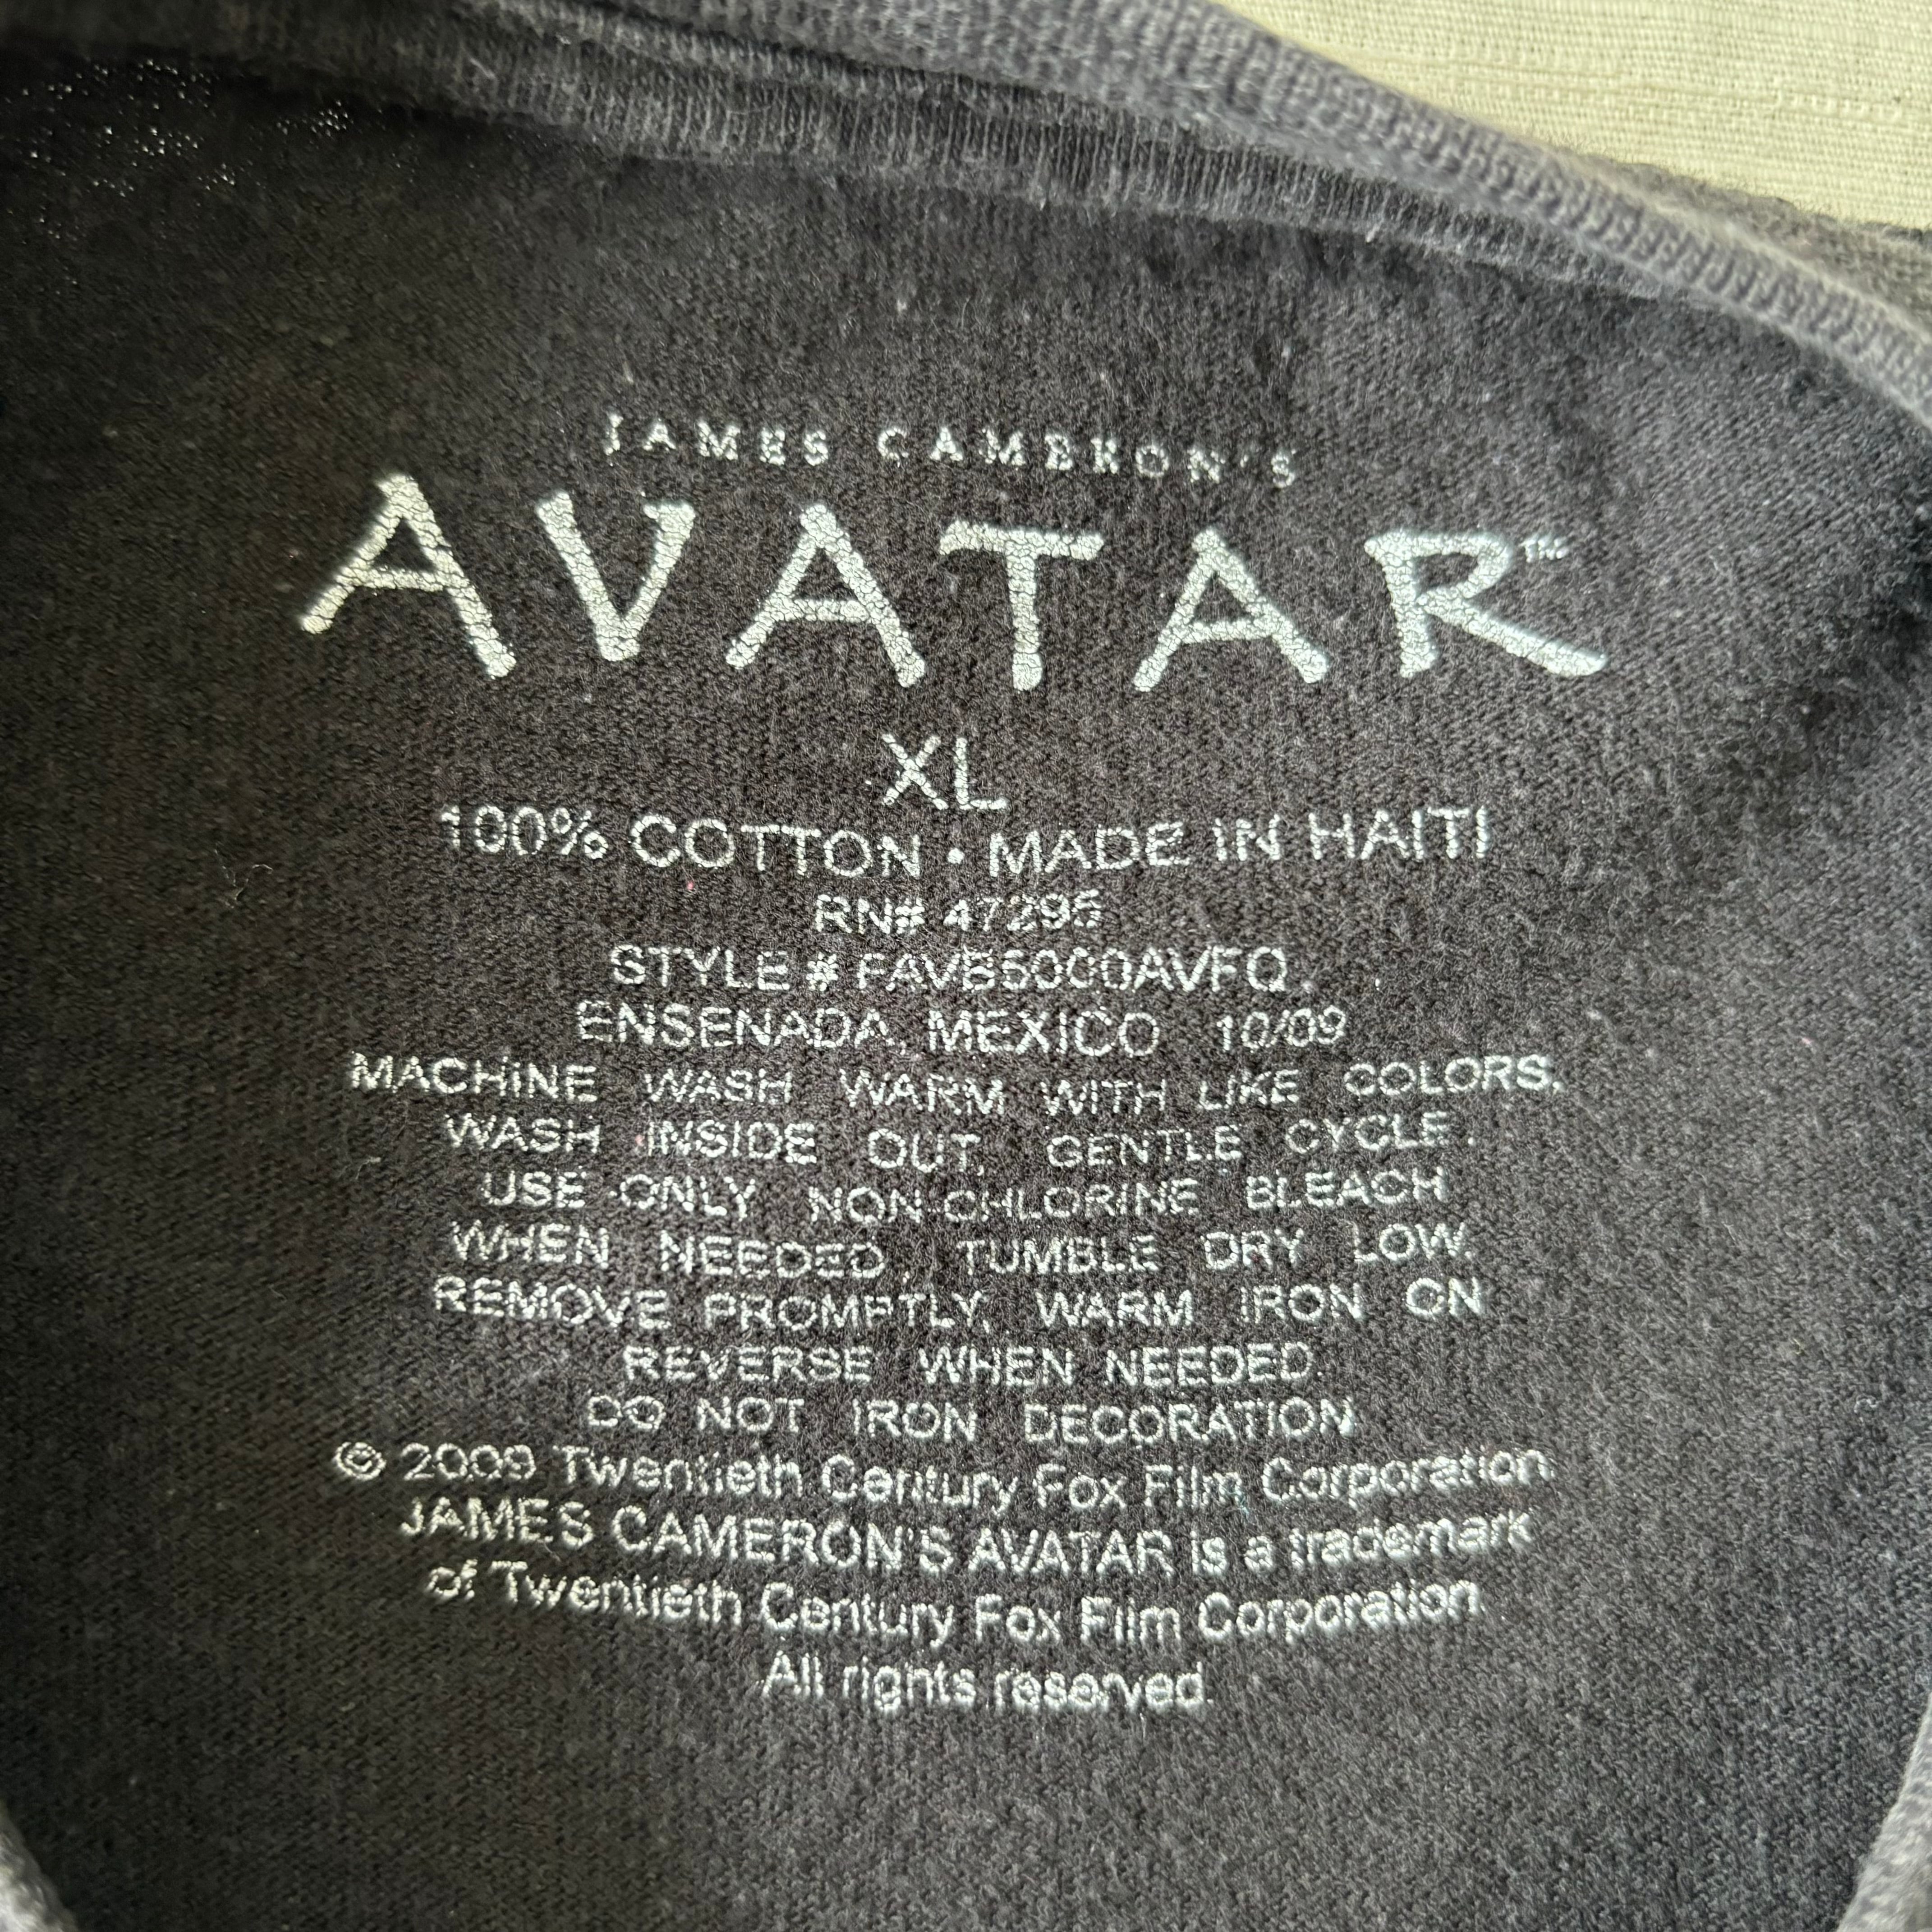 JAMES CAMERON'S
AVATAR™
XL
100% COTTON • MADE IN HAITI
RN# 47295
STYLE # FAVB5000AVFQ
ENSENADA, MEXICO 10/09
MACHINE WASH WARM WITH LIKE COLORS.
WASH INSIDE OUT, GENTLE CYCLE.
USE ONLY NON-CHLORINE BLEACH
WHEN NEEDED. TUMBLE DRY LOW.
REMOVE PROMPTLY, WARM IRON ON
REVERSE WHEN NEEDED.
DO NOT IRON DECORATION
© 2009 Twentieth Century Fox Film Corporation
JAMES CAMERON'S AVATAR is a trademark
of Twentieth Century Fox Film Corporation
All rights reserved.